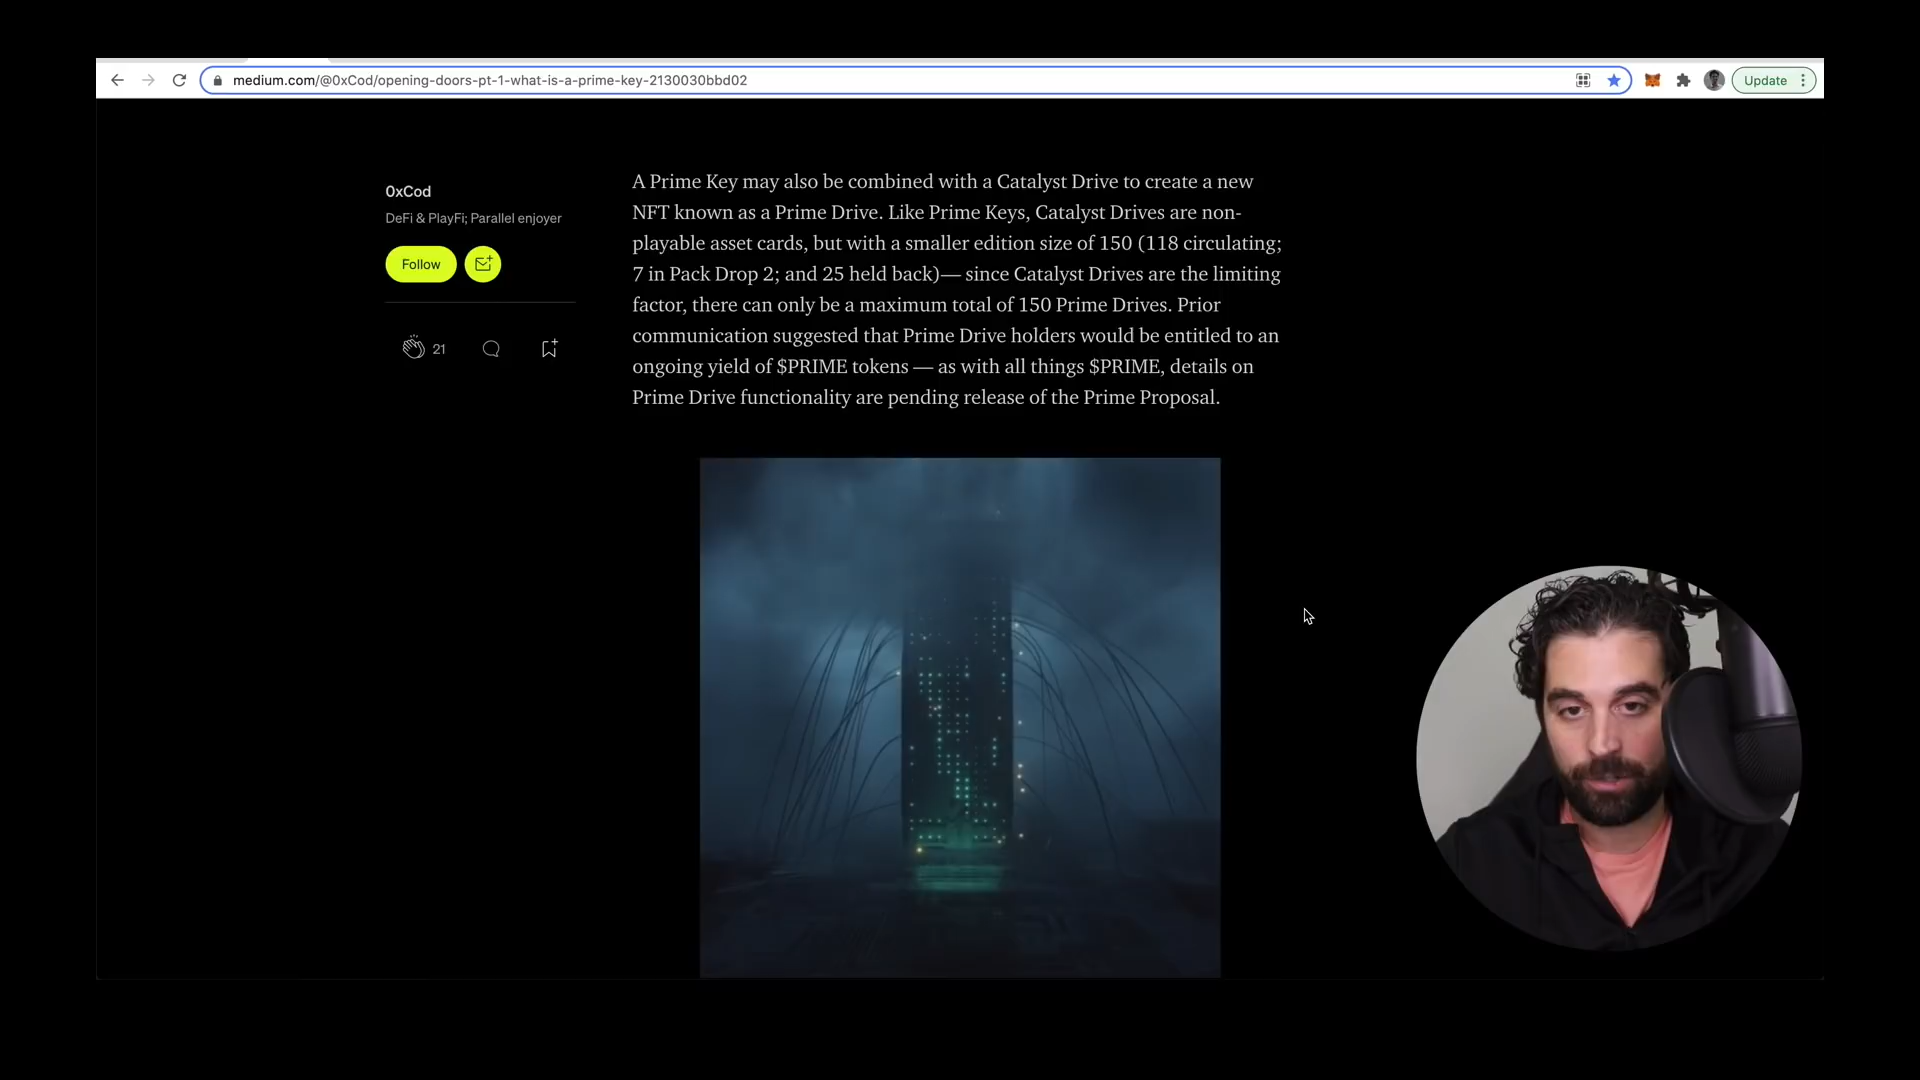 medium.com/@0xCod/opening-doors-pt-1-what-is-a-prime-key-2130030bbd02
Update
0xCod
DeFi & PlayFi; Parallel enjoyer
Follow
21
A Prime Key may also be combined with a Catalyst Drive to create a new
NFT known as a Prime Drive. Like Prime Keys, Catalyst Drives are non-
playable asset cards, but with a smaller edition size of 150 (118 circulating;
7 in Pack Drop 2; and 25 held back)— since Catalyst Drives are the limiting
factor, there can only be a maximum total of 150 Prime Drives. Prior
communication suggested that Prime Drive holders would be entitled to an
ongoing yield of $PRIME tokens — as with all things $PRIME, details on
Prime Drive functionality are pending release of the Prime Proposal.